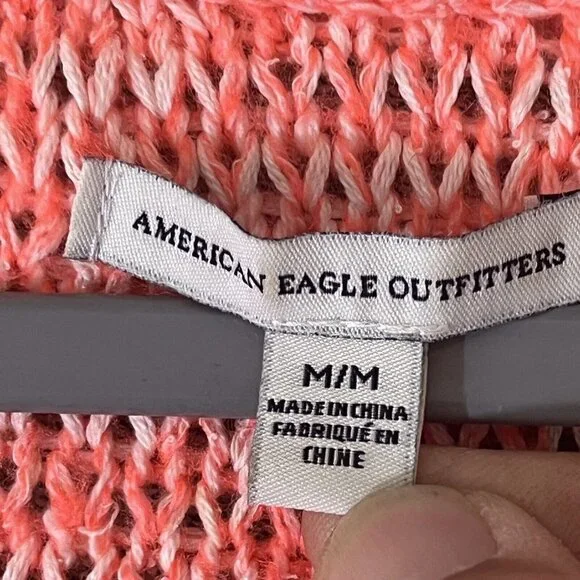 AMERICAN EAGLE OUTFITTERS
M/M
MADE IN CHINA
FABRIQUÉ EN
CHINE